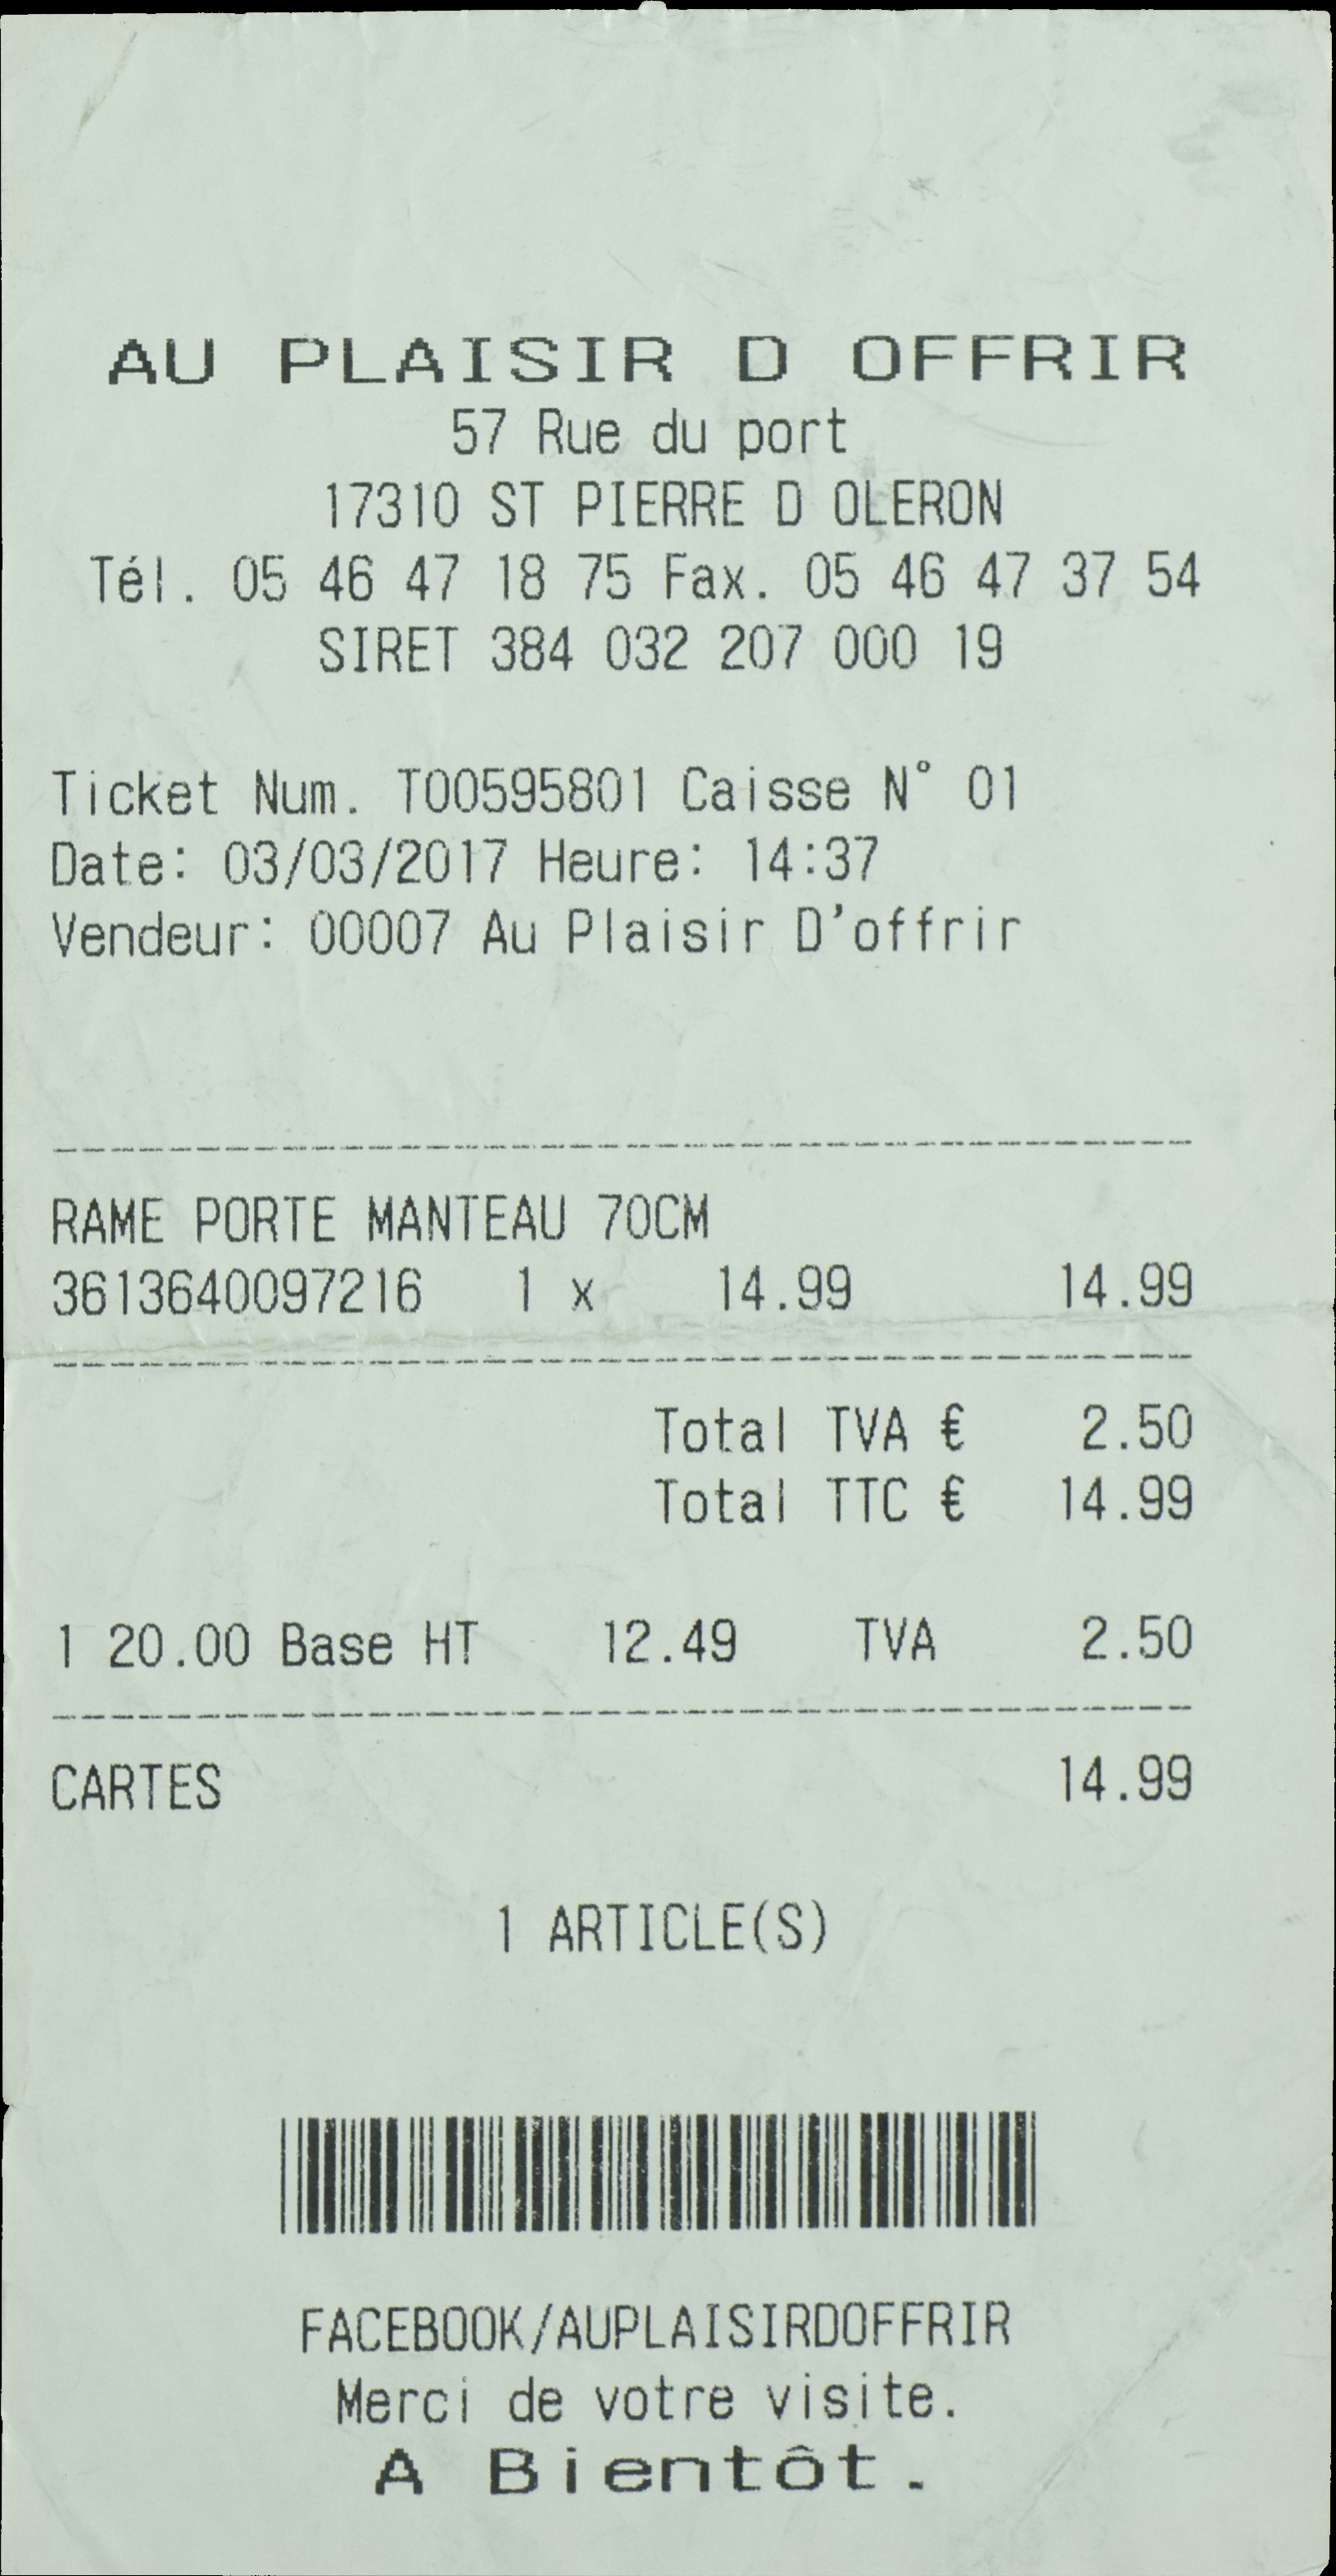 AU PLAISIR D OFFRIR
57 Rue du port
17310 ST PIERRE D OLERON
Tél. 05 46 47 18 75 Fax. 05 46 47 37 54
SIRET 384 032 207 000 19
Ticket Num. T00595801 Caisse N° 01
Date: 03/03/2017 Heure: 14:37
Vendeur: 00007 Au Plaisir D'offrir
RAME PORTE MANTEAU 70CM
3613640097216 1 x 14.99 14.99
Total TVA € 2.50
Total TTC € 14.99
1 20.00 Base HT 12.49 TVA 2.50
CARTES 14.99
1 ARTICLE(S)
FACEBOOK/AUPLAISIRDOFFRIR
Merci de votre visite.
A Bientôt.